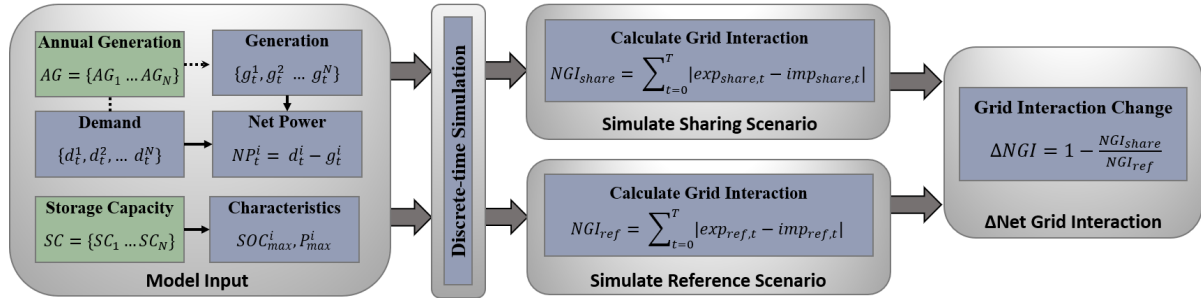 Annual Generation
AG = {AG₁ … AG_N}
Generation
{g_t^1, g_t^2 … g_t^N}
Demand
{d_t^1, d_t^2, … d_t^N}
Net Power
NP_t^i = d_t^i − g_t^i
Storage Capacity
SC = {SC₁ … SC_N}
Characteristics
SOC_max^i, P_max^i
Model Input
Discrete-time Simulation
Calculate Grid Interaction
NGI_share = ∑_{t=0}^T |exp_{share,t} − imp_{share,t}|
Simulate Sharing Scenario
Calculate Grid Interaction
NGI_ref = ∑_{t=0}^T |exp_{ref,t} − imp_{ref,t}|
Simulate Reference Scenario
Grid Interaction Change
ΔNGI = 1 − NGI_share / NGI_ref
ΔNet Grid Interaction